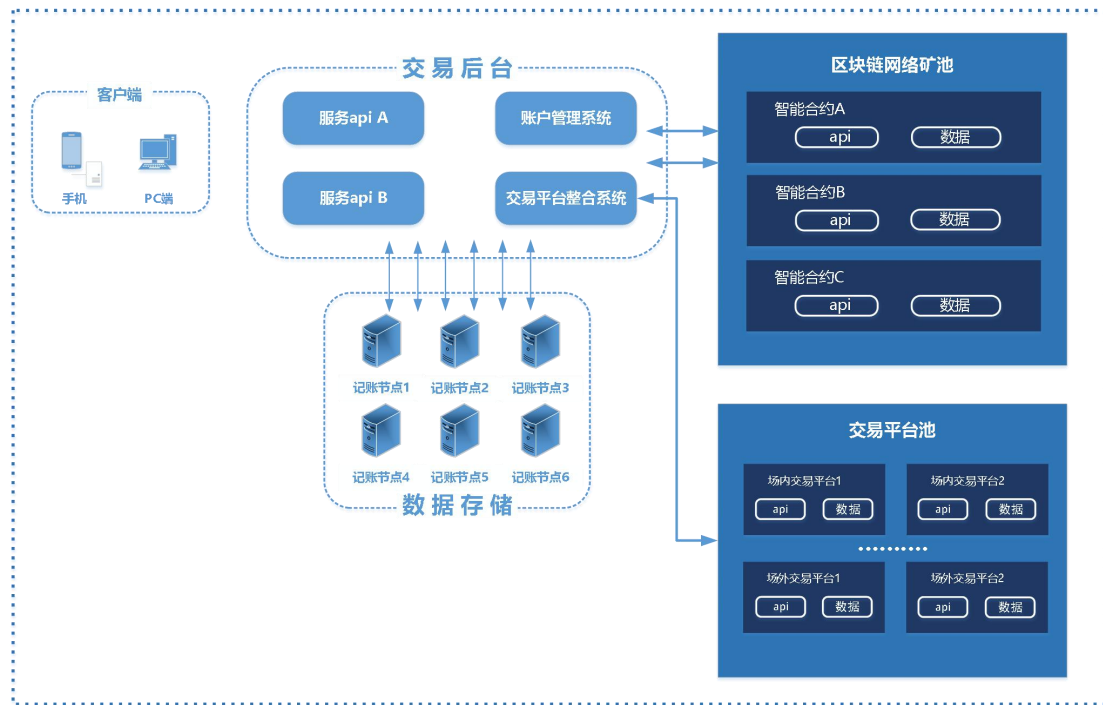 客户端
手机
PC端
交易后台
服务api A
账户管理系统
服务api B
交易平台整合系统
记账节点1
记账节点2
记账节点3
记账节点4
记账节点5
记账节点6
数据存储
区块链网络矿池
智能合约A
api
数据
智能合约B
api
数据
智能合约C
api
数据
交易平台池
场内交易平台1
api
数据
场内交易平台2
api
数据
场外交易平台1
api
数据
场外交易平台2
api
数据